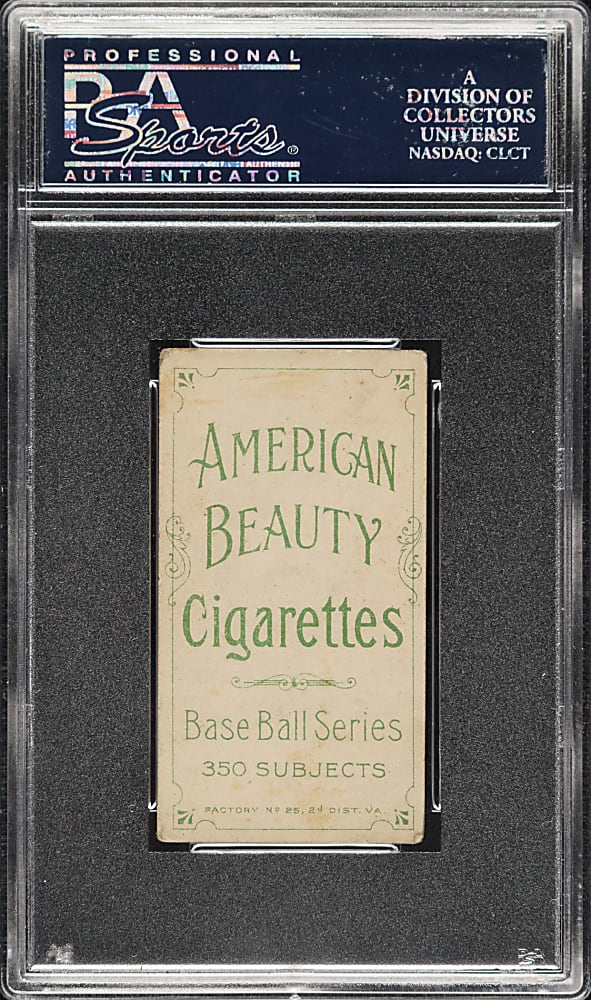 PROFESSIONAL
PSA
Sports®
AUTHENTICATOR
A
DIVISION OF
COLLECTORS
UNIVERSE
NASDAQ: CLCT
AMERICAN
BEAUTY
Cigarettes
Base Ball Series
350 SUBJECTS
FACTORY Nº 25, 2d DIST. VA.